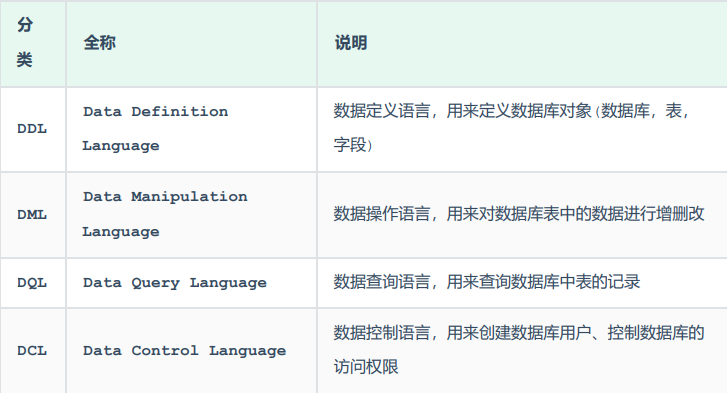 分
类
全称
说明
DDL
Data Definition
Language
数据定义语言，用来定义数据库对象(数据库，表，
字段)
DML
Data Manipulation
Language
数据操作语言，用来对数据库表中的数据进行增删改
DQL
Data Query Language
数据查询语言，用来查询数据库中表的记录
DCL
Data Control Language
数据控制语言，用来创建数据库用户、控制数据库的
访问权限